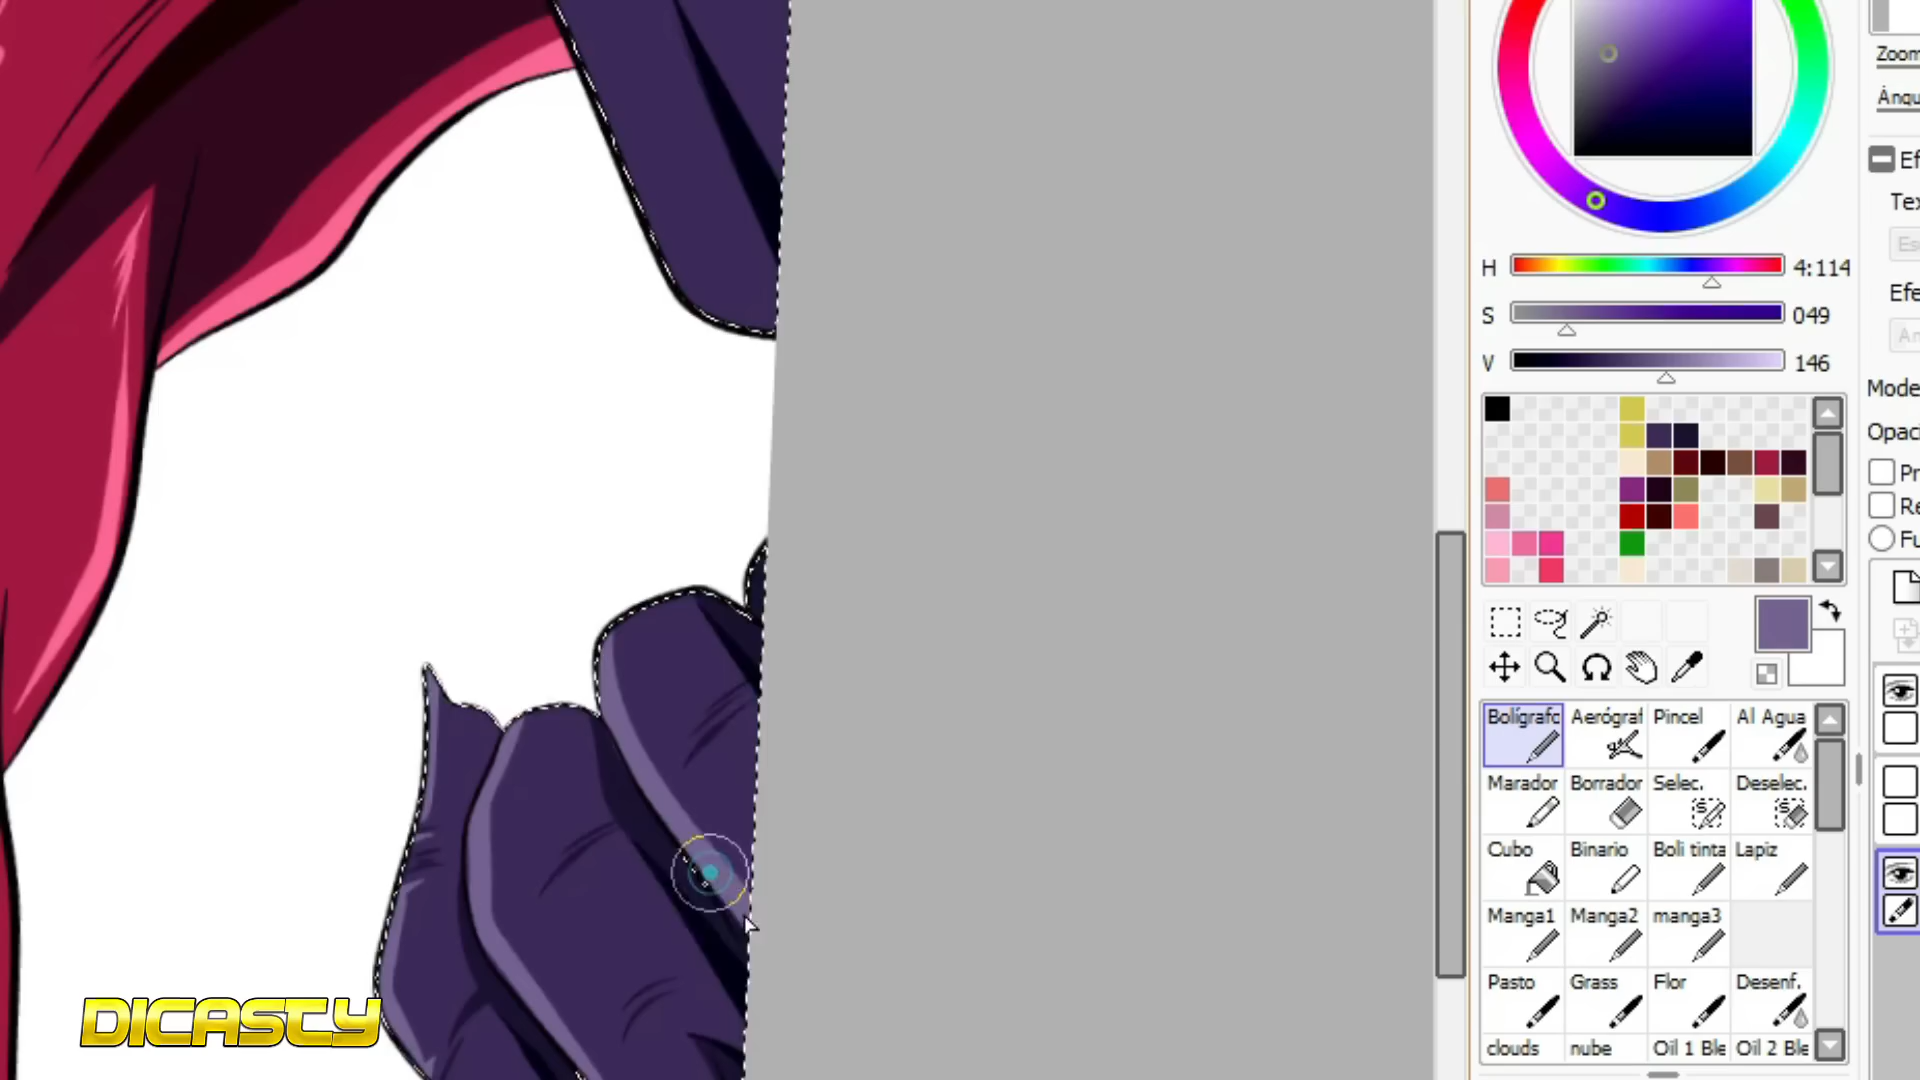 Zoom
Ángu
H 4:114
S 049
V 146
Ef
Tex
Es
Efe
An
Mode
Opac
Pr
Re
Fu
Bolígrafo Aerógraf Pincel Al Agua
Marador Borrador Selec. Deselec.
Cubo Binario Boli tinta Lapiz
Manga1 Manga2 manga3
Pasto Grass Flor Desenf.
clouds nube Oil 1 Ble Oil 2 Ble
DICASTY